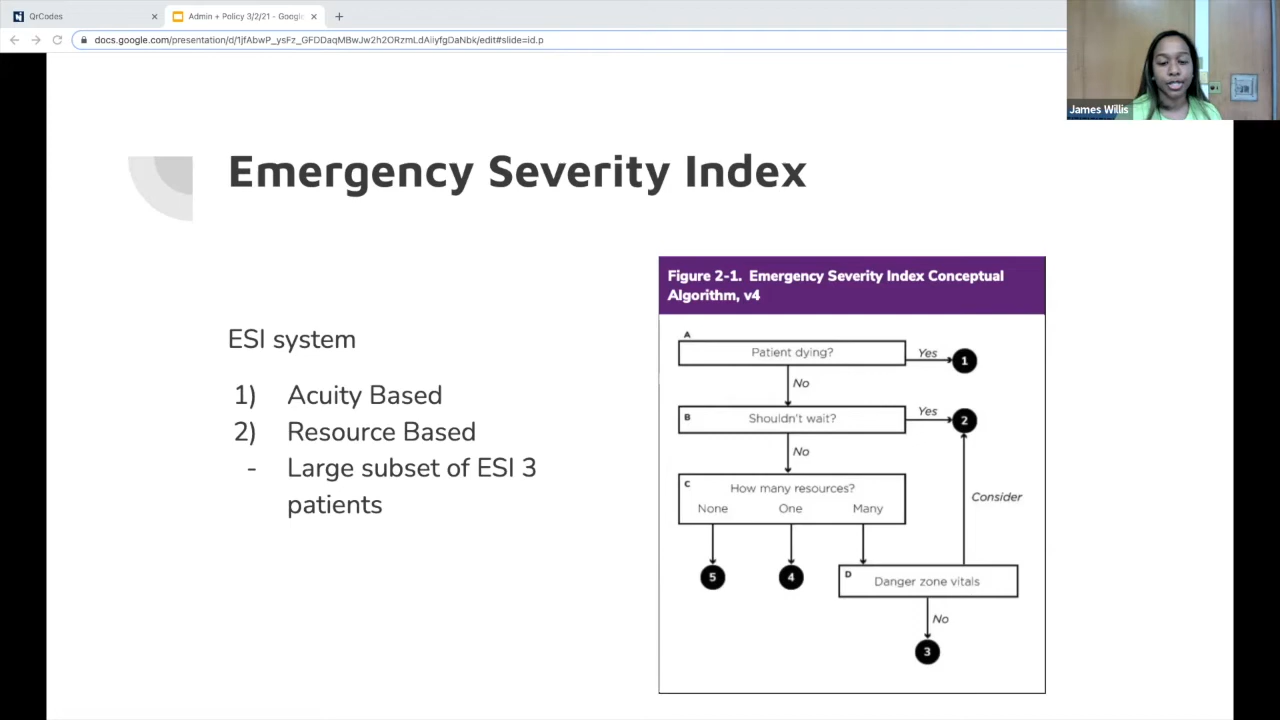 QrCodes
Admin + Policy 3/2/21 - Google
docs.google.com/presentation/d/1jfAbwP_ysFz_GFDDaqMBwJw2h2ORzmLdAiiyfgDaNbk/edit#slide=id.p
James Willis
Emergency Severity Index
ESI system
1) Acuity Based
2) Resource Based
- Large subset of ESI 3
patients
Figure 2-1. Emergency Severity Index Conceptual
Algorithm, v4
A
Patient dying?
Yes
1
No
B
Shouldn't wait?
Yes
2
No
C
How many resources?
None One Many
Consider
5
4
D
Danger zone vitals
No
3